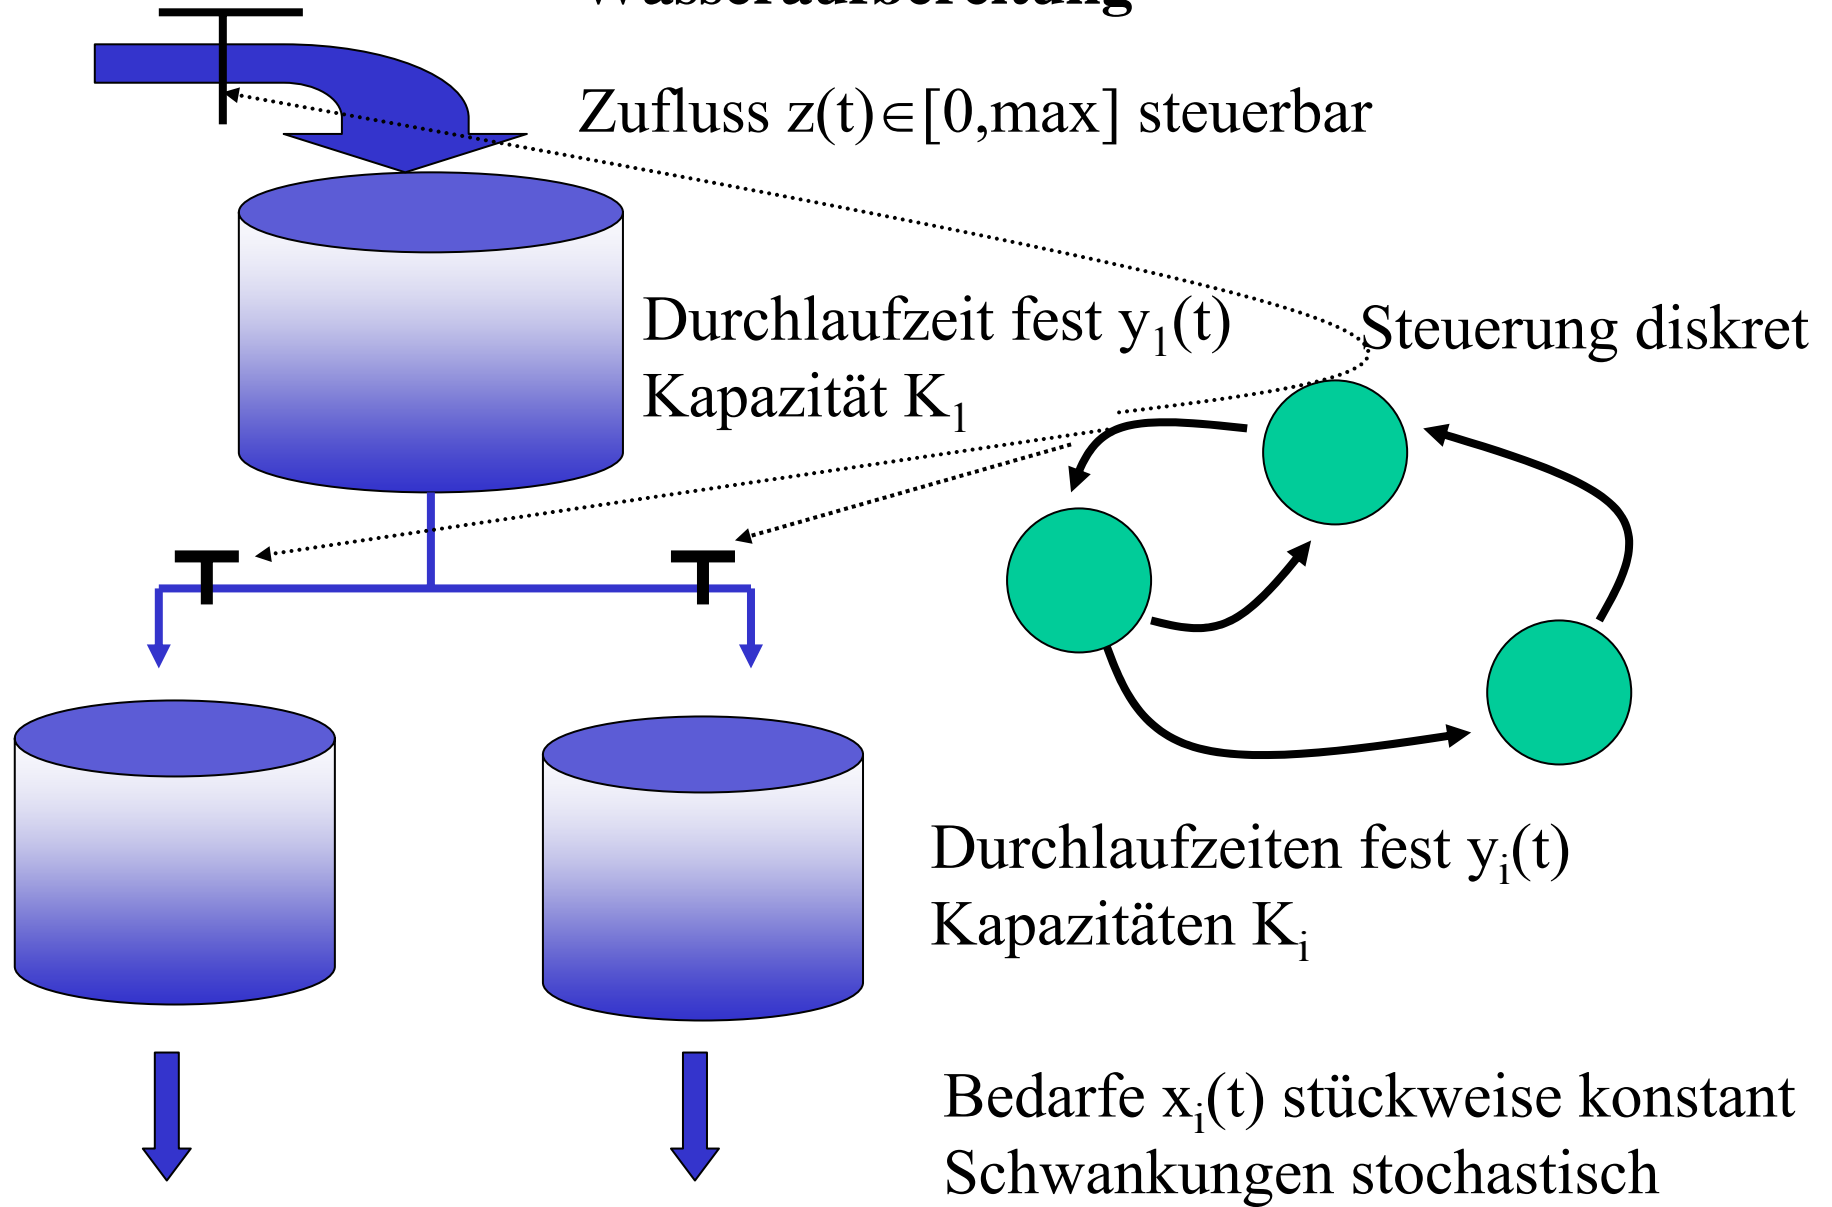 Wasseraufbereitung
Zufluss z(t)∈[0,max] steuerbar
Durchlaufzeit fest y₁(t)
Kapazität K₁
Steuerung diskret
Durchlaufzeiten fest yᵢ(t)
Kapazitäten Kᵢ
Bedarfe xᵢ(t) stückweise konstant
Schwankungen stochastisch